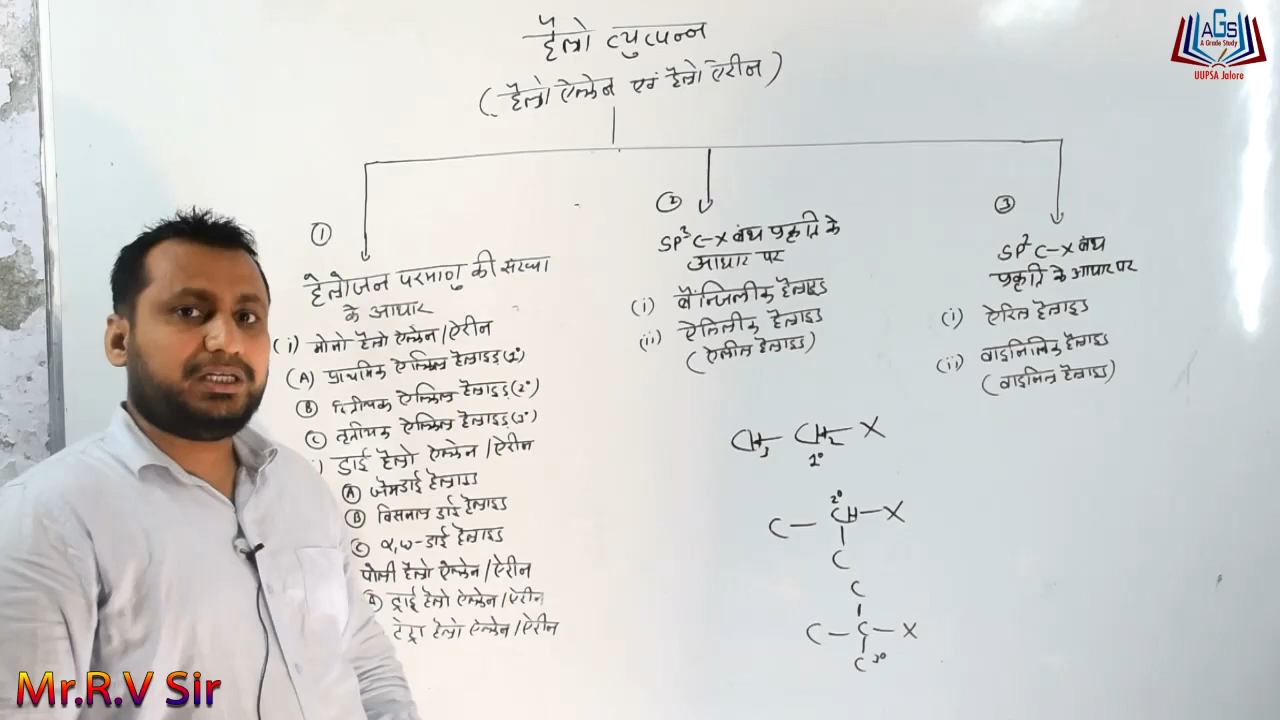 हैलो व्युत्पन्न
(हैलो ऐल्केन एवं हैलो ऐरीन)
①
हैलोजन परमाणु की संख्या
के आधार
(i) मोनो हैलो ऐल्केन/ऐरीन
(A) प्राथमिक ऐल्किल हैलाइड (1°)
Ⓑ द्वितीयक ऐल्किल हैलाइड (2°)
Ⓒ तृतीयक ऐल्किल हैलाइड (3°)
) डाई हैलो ऐल्केन/ऐरीन
Ⓐ जेमडाई हैलाइड
Ⓑ विसनल डाई हैलाइड
Ⓒ α,ω-डाई हैलाइड
पोली हैलो ऐल्केन/ऐरीन
ट्राई हैलो ऐल्केन/ऐरीन
टेट्रा हैलो ऐल्केन/ऐरीन
②
SP³ C-X बंध प्रकृति के
आधार पर
(i) बैन्जिलीक हैलाइड
(ii) ऐलिलीक हैलाइड
(ऐलील हैलाइड)
③
SP² C-X बंध
प्रकृति के आधार पर
(i) ऐरिल हैलाइड
(ii) वाइनिलिक हैलाइड
(वाइनिल हैलाइड)
CH₃-CH₂-X
1°
2°
C-CH-X
C
C
C-C-X
C 3°
AGS
A Grade Study
UUPSA Jalore
Mr.R.V Sir